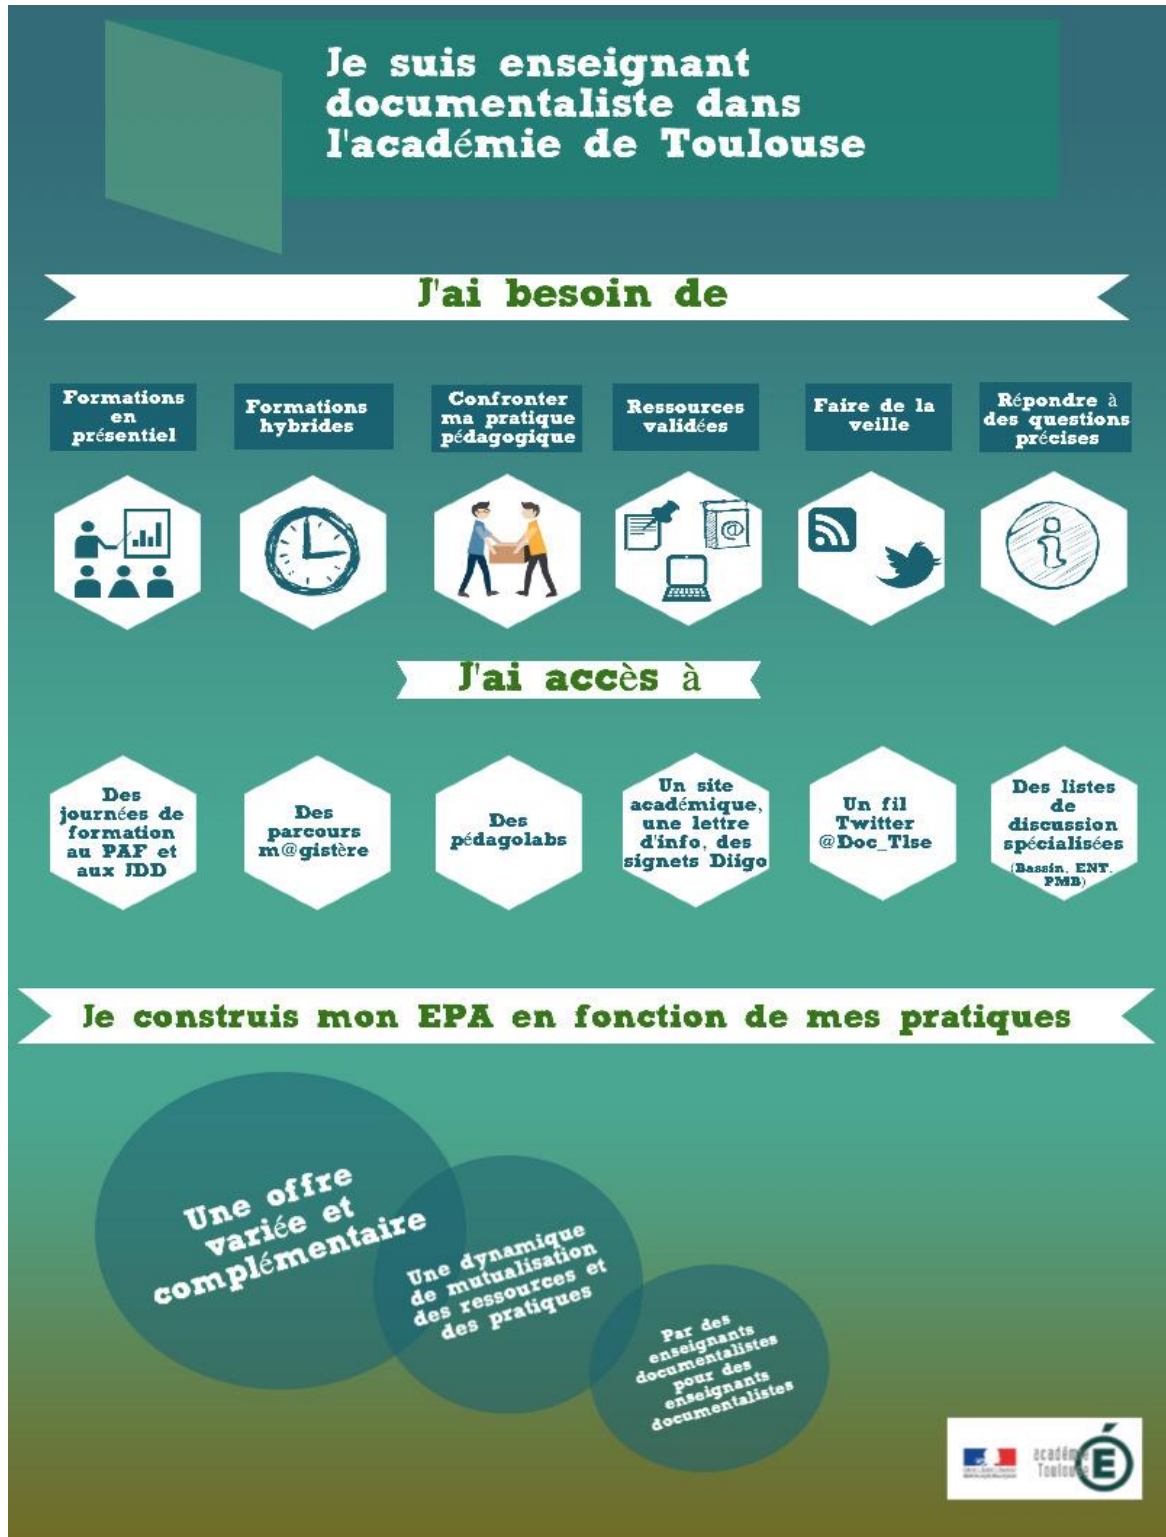 Je suis enseignant
documentaliste dans
l'académie de Toulouse
J'ai besoin de
Formations
en
présentiel
Formations
hybrides
Confronter
ma pratique
pédagogique
Ressources
validées
Faire de la
veille
Répondre à
des questions
précises
@
i
J'ai accès à
Des
journées de
formation
au PAF et
aux JDD
Des
parcours
m@gistère
Des
pédagolabs
Un site
académique,
une lettre
d'info, des
signets Diigo
Un fil
Twitter
@Doc_Tlse
Des listes
de
discussion
spécialisées
(Bassin, ENT,
PMB)
Je construis mon EPA en fonction de mes pratiques
Une offre
variée et
complémentaire
Une dynamique
de mutualisation
des ressources et
des pratiques
Par des
enseignants
documentalistes
pour des
enseignants
documentalistes
académie
Toulouse
É